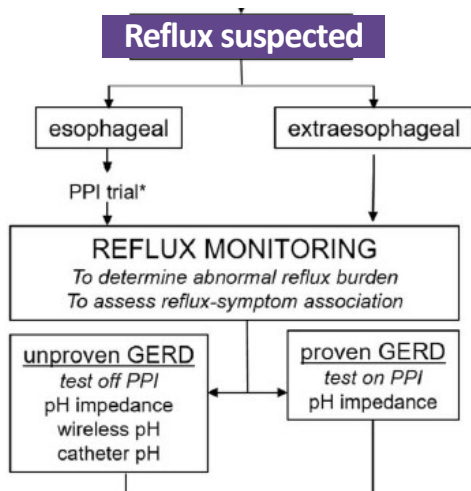 Reflux suspected
esophageal
extraesophageal
PPI trial*
REFLUX MONITORING
To determine abnormal reflux burden
To assess reflux-symptom association
unproven GERD
test off PPI
pH impedance
wireless pH
catheter pH
proven GERD
test on PPI
pH impedance